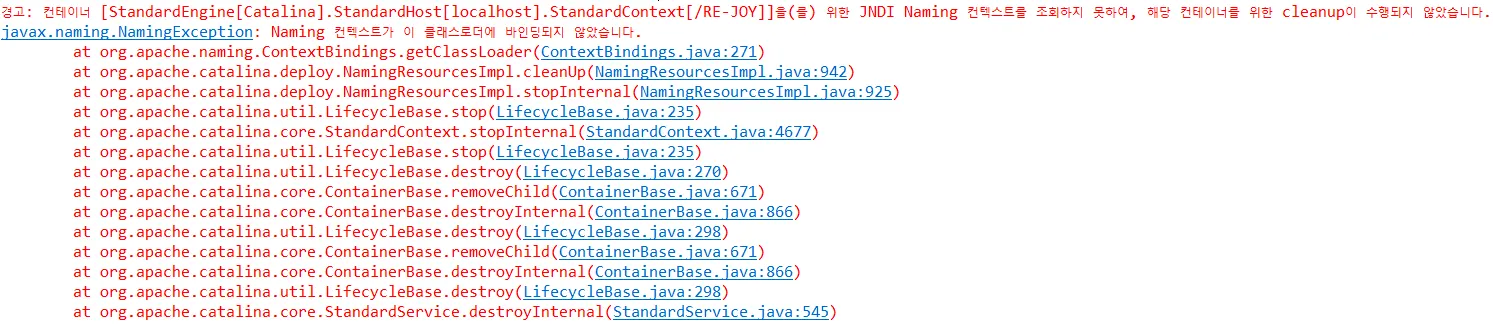 경고: 컨테이너 [StandardEngine[Catalina].StandardHost[localhost].StandardContext[/RE-JOY]]을(를) 위한 JNDI Naming 컨텍스트를 조회하지 못하여, 해당 컨테이너를 위한 cleanup이 수행되지 않았습니다.
javax.naming.NamingException: Naming 컨텍스트가 이 클래스로더에 바인딩되지 않았습니다.
at org.apache.naming.ContextBindings.getClassLoader(ContextBindings.java:271)
at org.apache.catalina.deploy.NamingResourcesImpl.cleanUp(NamingResourcesImpl.java:942)
at org.apache.catalina.deploy.NamingResourcesImpl.stopInternal(NamingResourcesImpl.java:925)
at org.apache.catalina.util.LifecycleBase.stop(LifecycleBase.java:235)
at org.apache.catalina.core.StandardContext.stopInternal(StandardContext.java:4677)
at org.apache.catalina.util.LifecycleBase.stop(LifecycleBase.java:235)
at org.apache.catalina.util.LifecycleBase.destroy(LifecycleBase.java:270)
at org.apache.catalina.core.ContainerBase.removeChild(ContainerBase.java:671)
at org.apache.catalina.core.ContainerBase.destroyInternal(ContainerBase.java:866)
at org.apache.catalina.util.LifecycleBase.destroy(LifecycleBase.java:298)
at org.apache.catalina.core.ContainerBase.removeChild(ContainerBase.java:671)
at org.apache.catalina.core.ContainerBase.destroyInternal(ContainerBase.java:866)
at org.apache.catalina.util.LifecycleBase.destroy(LifecycleBase.java:298)
at org.apache.catalina.core.StandardService.destroyInternal(StandardService.java:545)